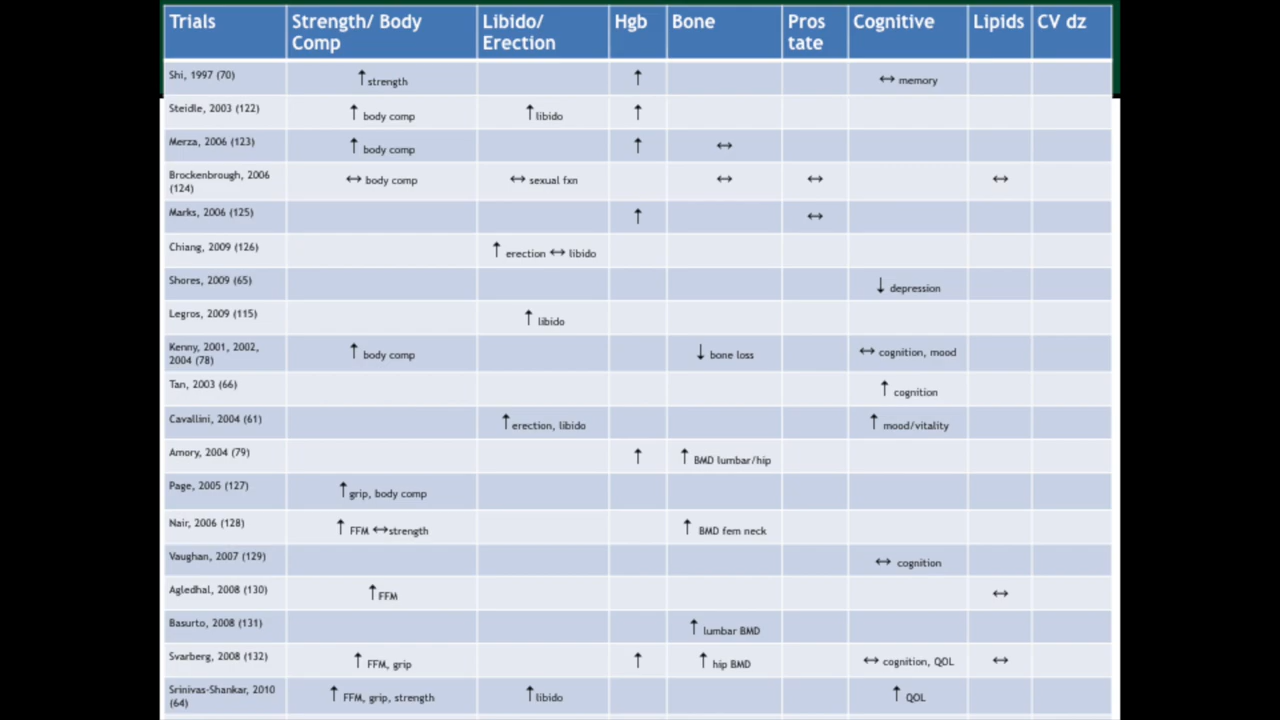 Trials Strength/ Body Comp Libido/ Erection Hgb Bone Pros tate Cognitive Lipids CV dz
Shi, 1997 (70) ↑strength ↑ ↔ memory
Steidle, 2003 (122) ↑ body comp ↑libido ↑
Merza, 2006 (123) ↑ body comp ↑ ↔
Brockenbrough, 2006 (124) ↔ body comp ↔ sexual fxn ↔ ↔ ↔
Marks, 2006 (125) ↑ ↔
Chiang, 2009 (126) ↑ erection ↔ libido
Shores, 2009 (65) ↓ depression
Legros, 2009 (115) ↑ libido
Kenny, 2001, 2002, 2004 (78) ↑ body comp ↓ bone loss ↔ cognition, mood
Tan, 2003 (66) ↑ cognition
Cavallini, 2004 (61) ↑erection, libido ↑ mood/vitality
Amory, 2004 (79) ↑ ↑ BMD lumbar/hip
Page, 2005 (127) ↑grip, body comp
Nair, 2006 (128) ↑ FFM ↔strength ↑ BMD fem neck
Vaughan, 2007 (129) ↔ cognition
Agledhal, 2008 (130) ↑FFM ↔
Basurto, 2008 (131) ↑ lumbar BMD
Svarberg, 2008 (132) ↑ FFM, grip ↑ ↑ hip BMD ↔ cognition, QOL ↔
Srinivas-Shankar, 2010 (64) ↑ FFM, grip, strength ↑libido ↑ QOL